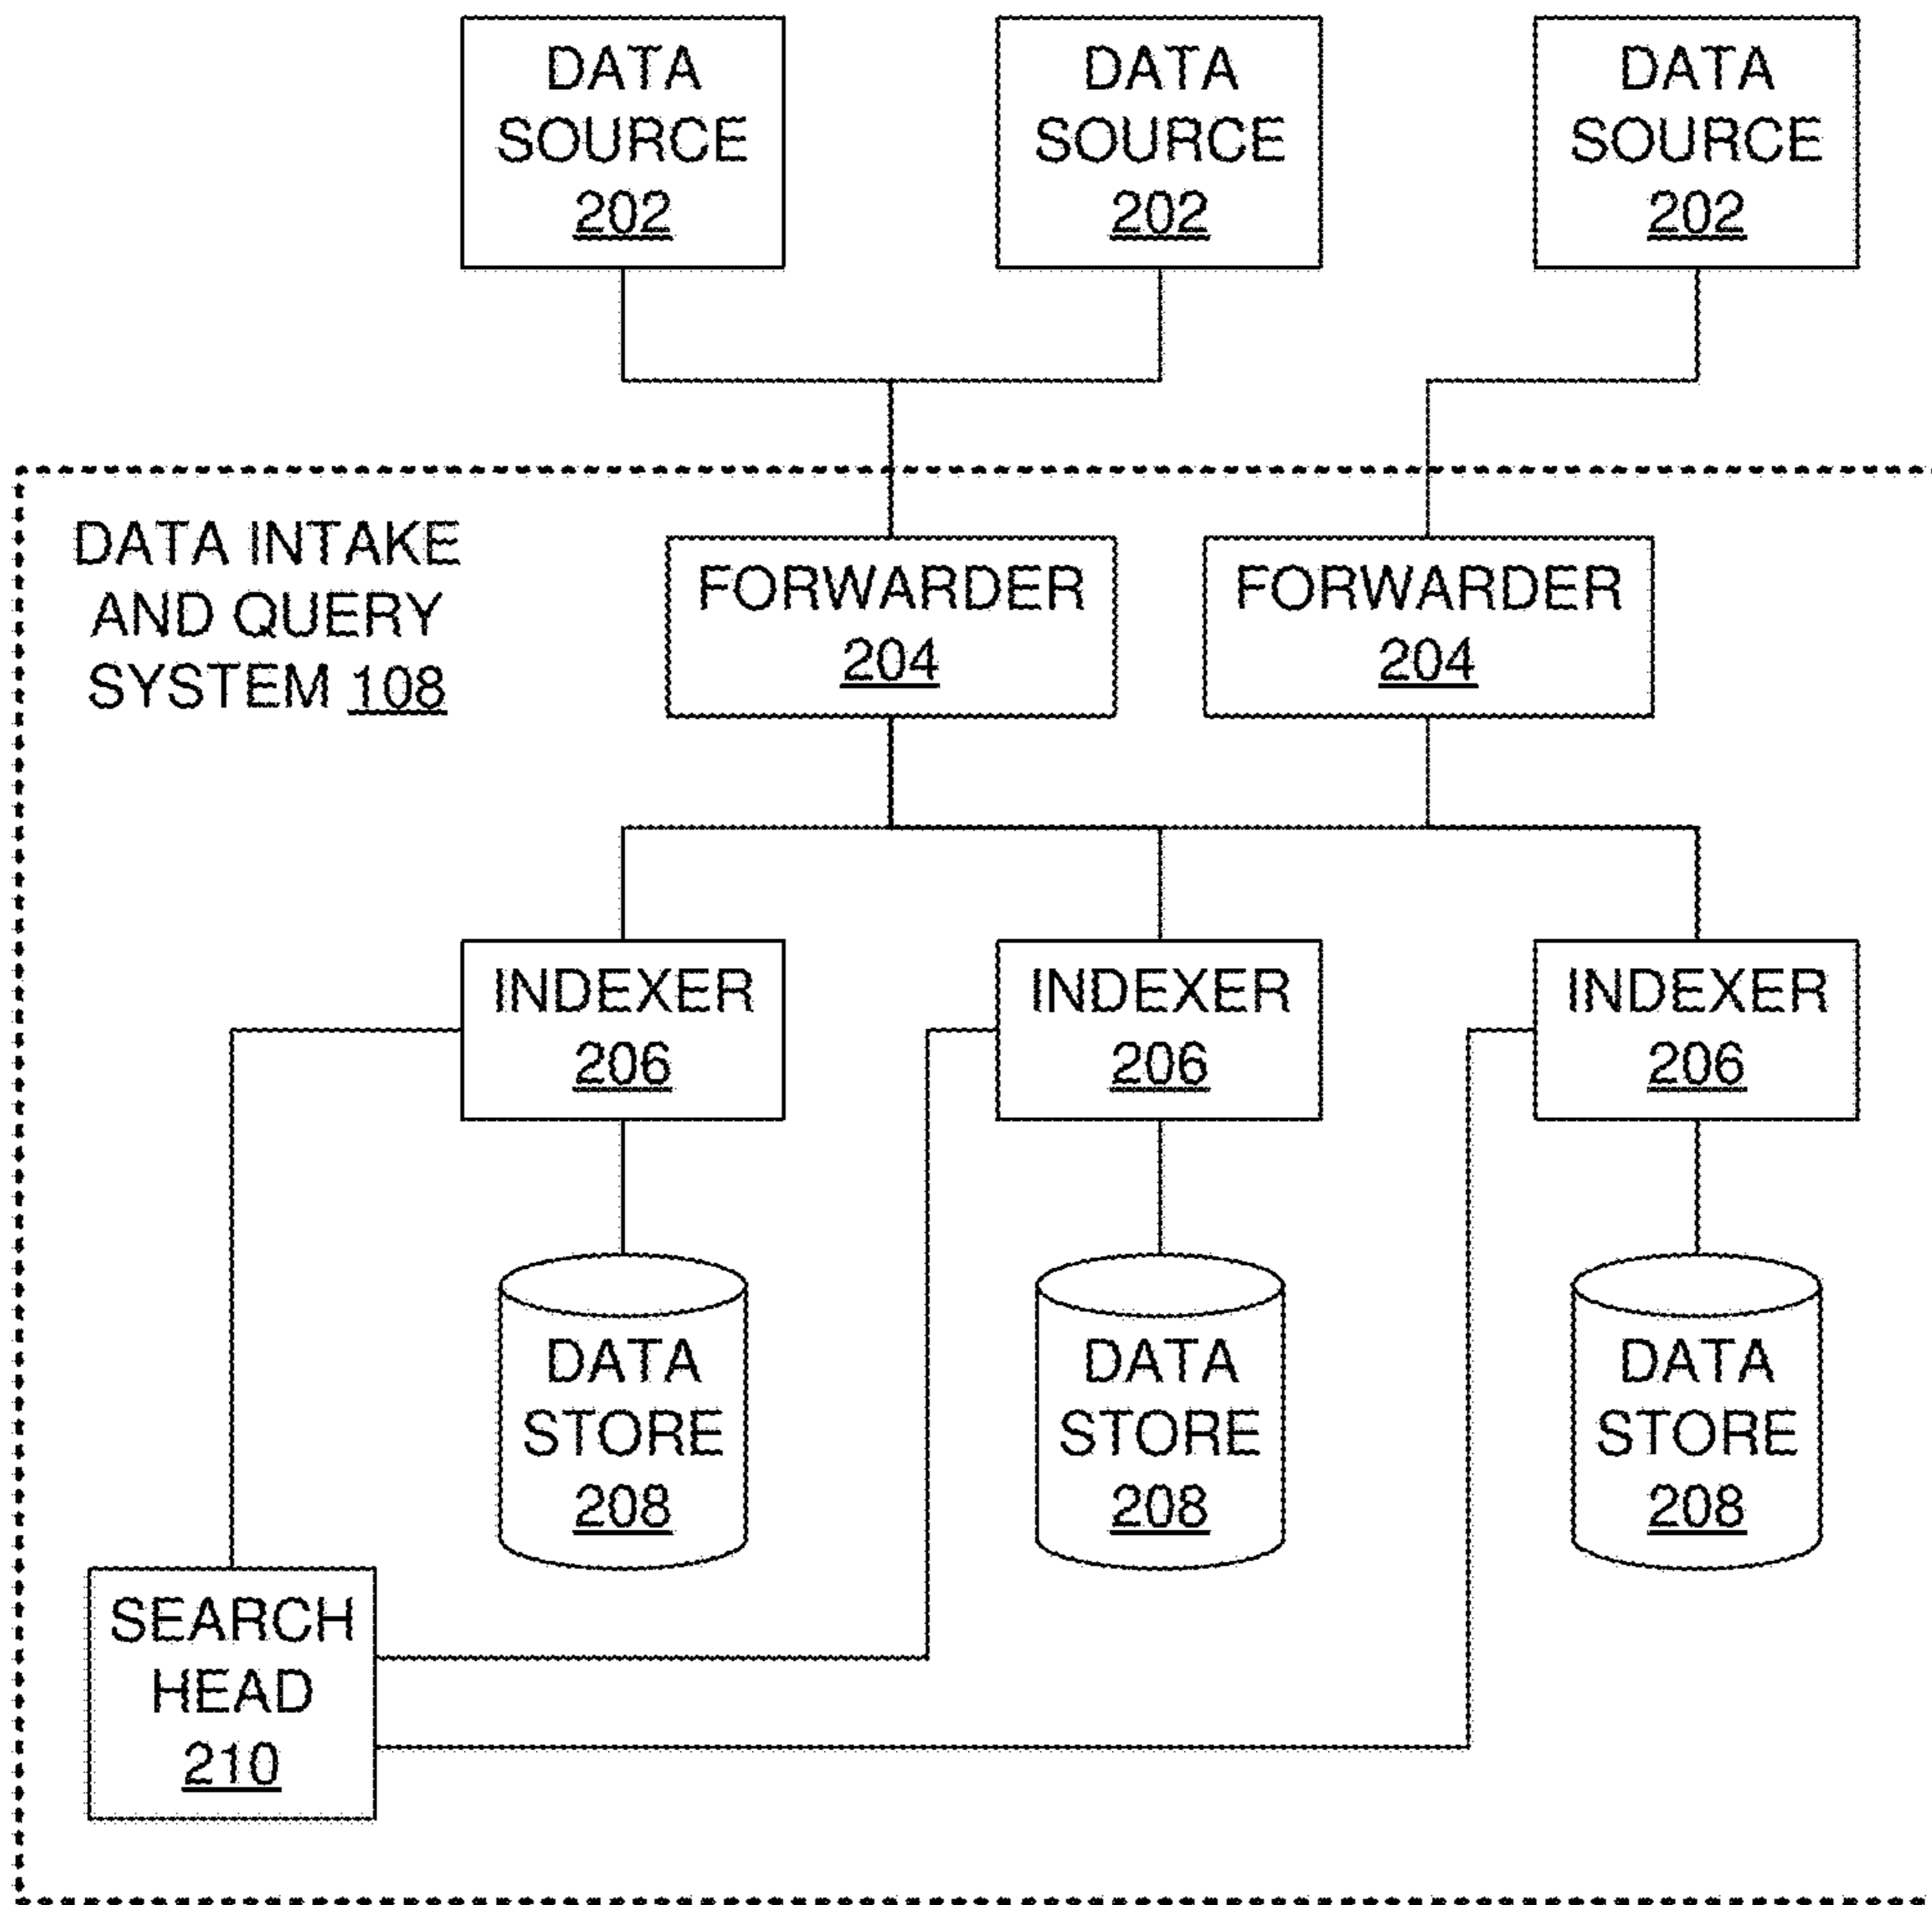 DATA
SOURCE
202
DATA
SOURCE
202
DATA
SOURCE
202
DATA INTAKE
AND QUERY
SYSTEM 108
FORWARDER
204
FORWARDER
204
INDEXER
206
INDEXER
206
INDEXER
206
DATA
STORE
208
DATA
STORE
208
DATA
STORE
208
SEARCH
HEAD
210